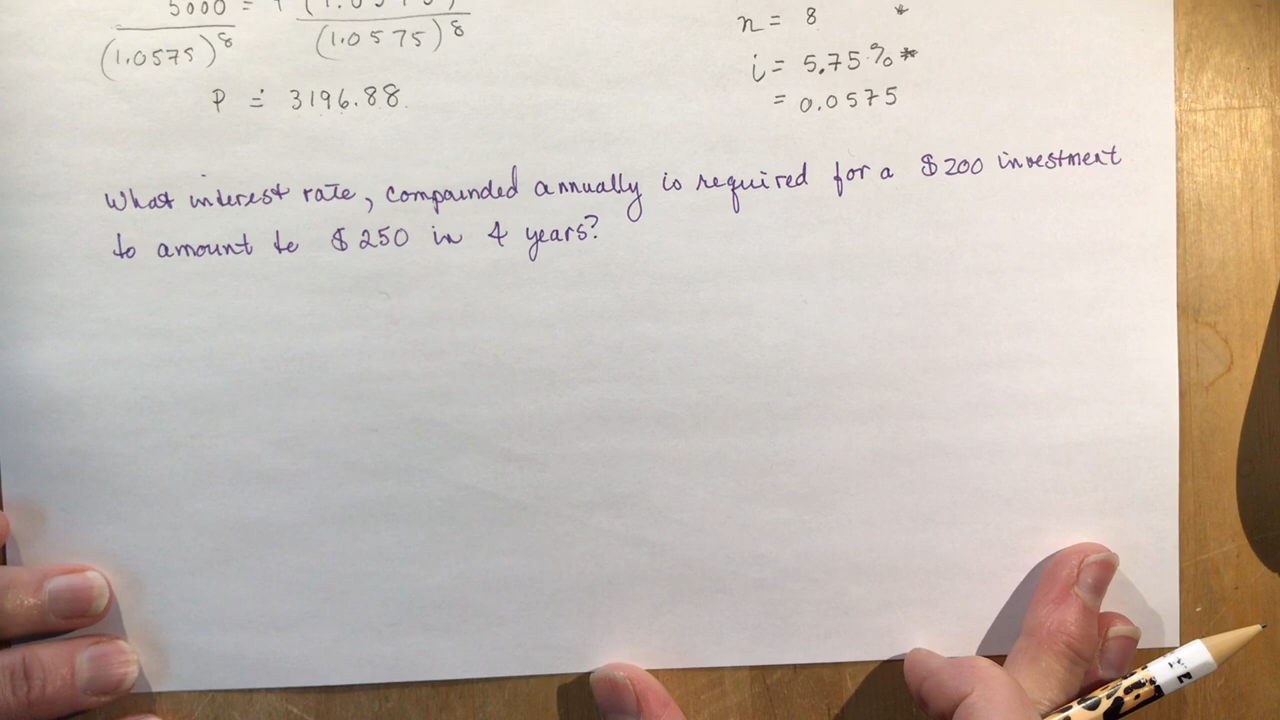 5000 =
(1.0575)^8 (1.0575)^8
P ≐ 3196.88
n = 8 *
i = 5.75% *
= 0.0575
What interest rate, compounded annually is required for a $200 investment
to amount to $250 in 4 years?